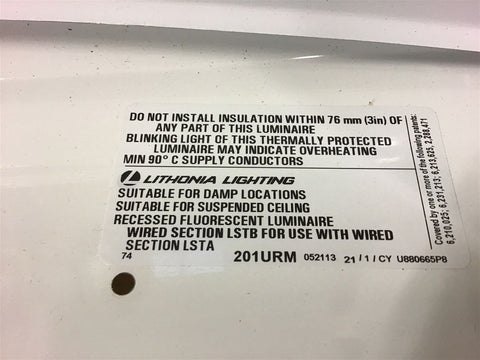 DO NOT INSTALL INSULATION WITHIN 76 mm (3in) OF
ANY PART OF THIS LUMINAIRE
BLINKING LIGHT OF THIS THERMALLY PROTECTED
LUMINAIRE MAY INDICATE OVERHEATING
MIN 90° C SUPPLY CONDUCTORS
LITHONIA LIGHTING
SUITABLE FOR DAMP LOCATIONS
SUITABLE FOR SUSPENDED CEILING
RECESSED FLUORESCENT LUMINAIRE
WIRED SECTION LSTB FOR USE WITH WIRED
SECTION LSTA
74 201URM 052113 21/1/CY U880665P8
Covered by one or more of the following patents:
6,210,025; 6,231,213; 6,213,625; 2,288,471